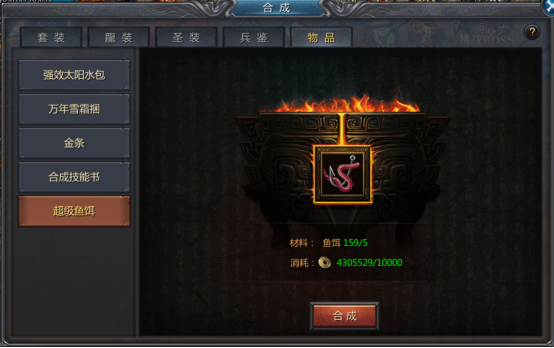 合成
套装
龍装
圣装
兵鉴
物品
?
强效太阳水包
万年雪霜捆
金条
合成技能书
超级鱼饵
材料： 鱼饵 159/5
消耗： 4305529/10000
合成